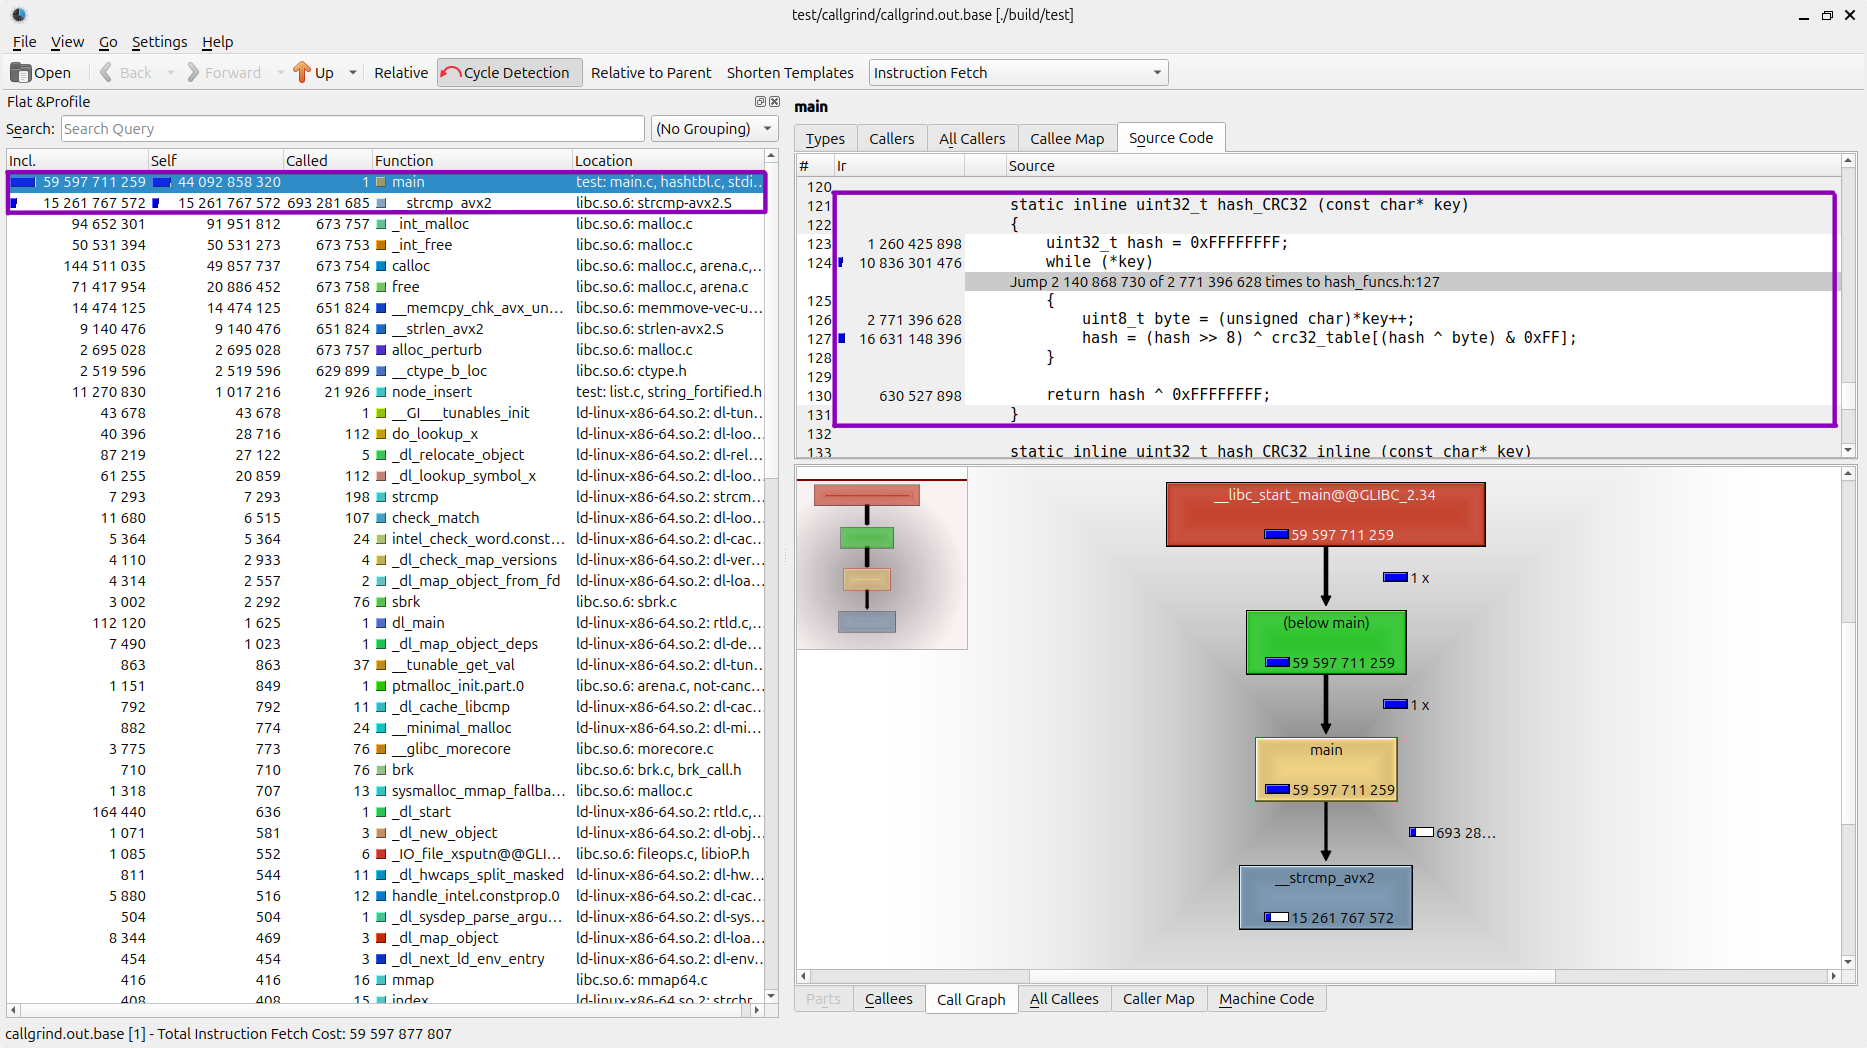 test/callgrind/callgrind.out.base [./build/test]
File View Go Settings Help
Open Back Forward Up Relative Cycle Detection Relative to Parent Shorten Templates Instruction Fetch
Flat &Profile
Search: Search Query (No Grouping)
Incl. Self Called Function Location
59 597 711 259 44 092 858 320 1 main test: main.c, hashtbl.c, stdi...
15 261 767 572 15 261 767 572 693 281 685 __strcmp_avx2 libc.so.6: strcmp-avx2.S
94 652 301 91 951 812 673 757 _int_malloc libc.so.6: malloc.c
50 531 394 50 531 273 673 753 _int_free libc.so.6: malloc.c
144 511 035 49 857 737 673 754 calloc libc.so.6: malloc.c, arena.c,...
71 417 954 20 886 452 673 758 free libc.so.6: malloc.c, arena.c
14 474 125 14 474 125 651 824 __memcpy_chk_avx_un... libc.so.6: memmove-vec-u...
9 140 476 9 140 476 651 824 __strlen_avx2 libc.so.6: strlen-avx2.S
2 695 028 2 695 028 673 757 alloc_perturb libc.so.6: malloc.c
2 519 596 2 519 596 629 899 __ctype_b_loc libc.so.6: ctype.h
11 270 830 1 017 216 21 926 node_insert test: list.c, string_fortified.h
43 678 43 678 1 __GI___tunables_init ld-linux-x86-64.so.2: dl-tun...
40 396 28 716 112 do_lookup_x ld-linux-x86-64.so.2: dl-loo...
87 219 27 122 5 _dl_relocate_object ld-linux-x86-64.so.2: dl-rel...
61 255 20 859 112 _dl_lookup_symbol_x ld-linux-x86-64.so.2: dl-loo...
7 293 7 293 198 strcmp ld-linux-x86-64.so.2: strcm...
11 680 6 515 107 check_match ld-linux-x86-64.so.2: dl-loo...
5 364 5 364 24 intel_check_word.const... ld-linux-x86-64.so.2: dl-cac...
4 110 2 933 4 _dl_check_map_versions ld-linux-x86-64.so.2: dl-ver...
4 314 2 557 2 _dl_map_object_from_fd ld-linux-x86-64.so.2: dl-loa...
3 002 2 292 76 sbrk libc.so.6: sbrk.c
112 120 1 625 1 dl_main ld-linux-x86-64.so.2: rtld.c,...
7 490 1 023 1 _dl_map_object_deps ld-linux-x86-64.so.2: dl-de...
863 863 37 __tunable_get_val ld-linux-x86-64.so.2: dl-tun...
1 151 849 1 ptmalloc_init.part.0 libc.so.6: arena.c, not-canc...
792 792 11 _dl_cache_libcmp ld-linux-x86-64.so.2: dl-cac...
882 774 24 __minimal_malloc ld-linux-x86-64.so.2: dl-mi...
3 775 773 76 __glibc_morecore libc.so.6: morecore.c
710 710 76 brk libc.so.6: brk.c, brk_call.h
1 318 707 13 sysmalloc_mmap_fallba... libc.so.6: malloc.c
164 440 636 1 _dl_start ld-linux-x86-64.so.2: rtld.c,...
1 071 581 3 _dl_new_object ld-linux-x86-64.so.2: dl-obj...
1 085 552 6 _IO_file_xsputn@@GLI... libc.so.6: fileops.c, libioP.h
811 544 11 _dl_hwcaps_split_masked ld-linux-x86-64.so.2: dl-hw...
5 880 516 12 handle_intel.constprop.0 ld-linux-x86-64.so.2: dl-cac...
504 504 1 _dl_sysdep_parse_argu... ld-linux-x86-64.so.2: dl-sys...
8 344 469 3 _dl_map_object ld-linux-x86-64.so.2: dl-loa...
454 454 3 _dl_next_ld_env_entry ld-linux-x86-64.so.2: dl-env...
416 416 16 mmap libc.so.6: mmap64.c
408 408 15 index ld-linux-x86-64.so.2: strchr...
callgrind.out.base [1] - Total Instruction Fetch Cost: 59 597 877 807
main
Types Callers All Callers Callee Map Source Code
# Ir Source
120
121 static inline uint32_t hash_CRC32 (const char* key)
122 {
123 1 260 425 898 uint32_t hash = 0xFFFFFFFF;
124 10 836 301 476 while (*key)
Jump 2 140 868 730 of 2 771 396 628 times to hash_funcs.h:127
125 {
126 2 771 396 628 uint8_t byte = (unsigned char)*key++;
127 16 631 148 396 hash = (hash >> 8) ^ crc32_table[(hash ^ byte) & 0xFF];
128 }
129
130 630 527 898 return hash ^ 0xFFFFFFFF;
131 }
132
133 static inline uint32_t hash_CRC32_inline (const char* key)
__libc_start_main@@GLIBC_2.34
59 597 711 259
1 x
(below main)
59 597 711 259
1 x
main
59 597 711 259
693 28...
__strcmp_avx2
15 261 767 572
Parts Callees Call Graph All Callees Caller Map Machine Code